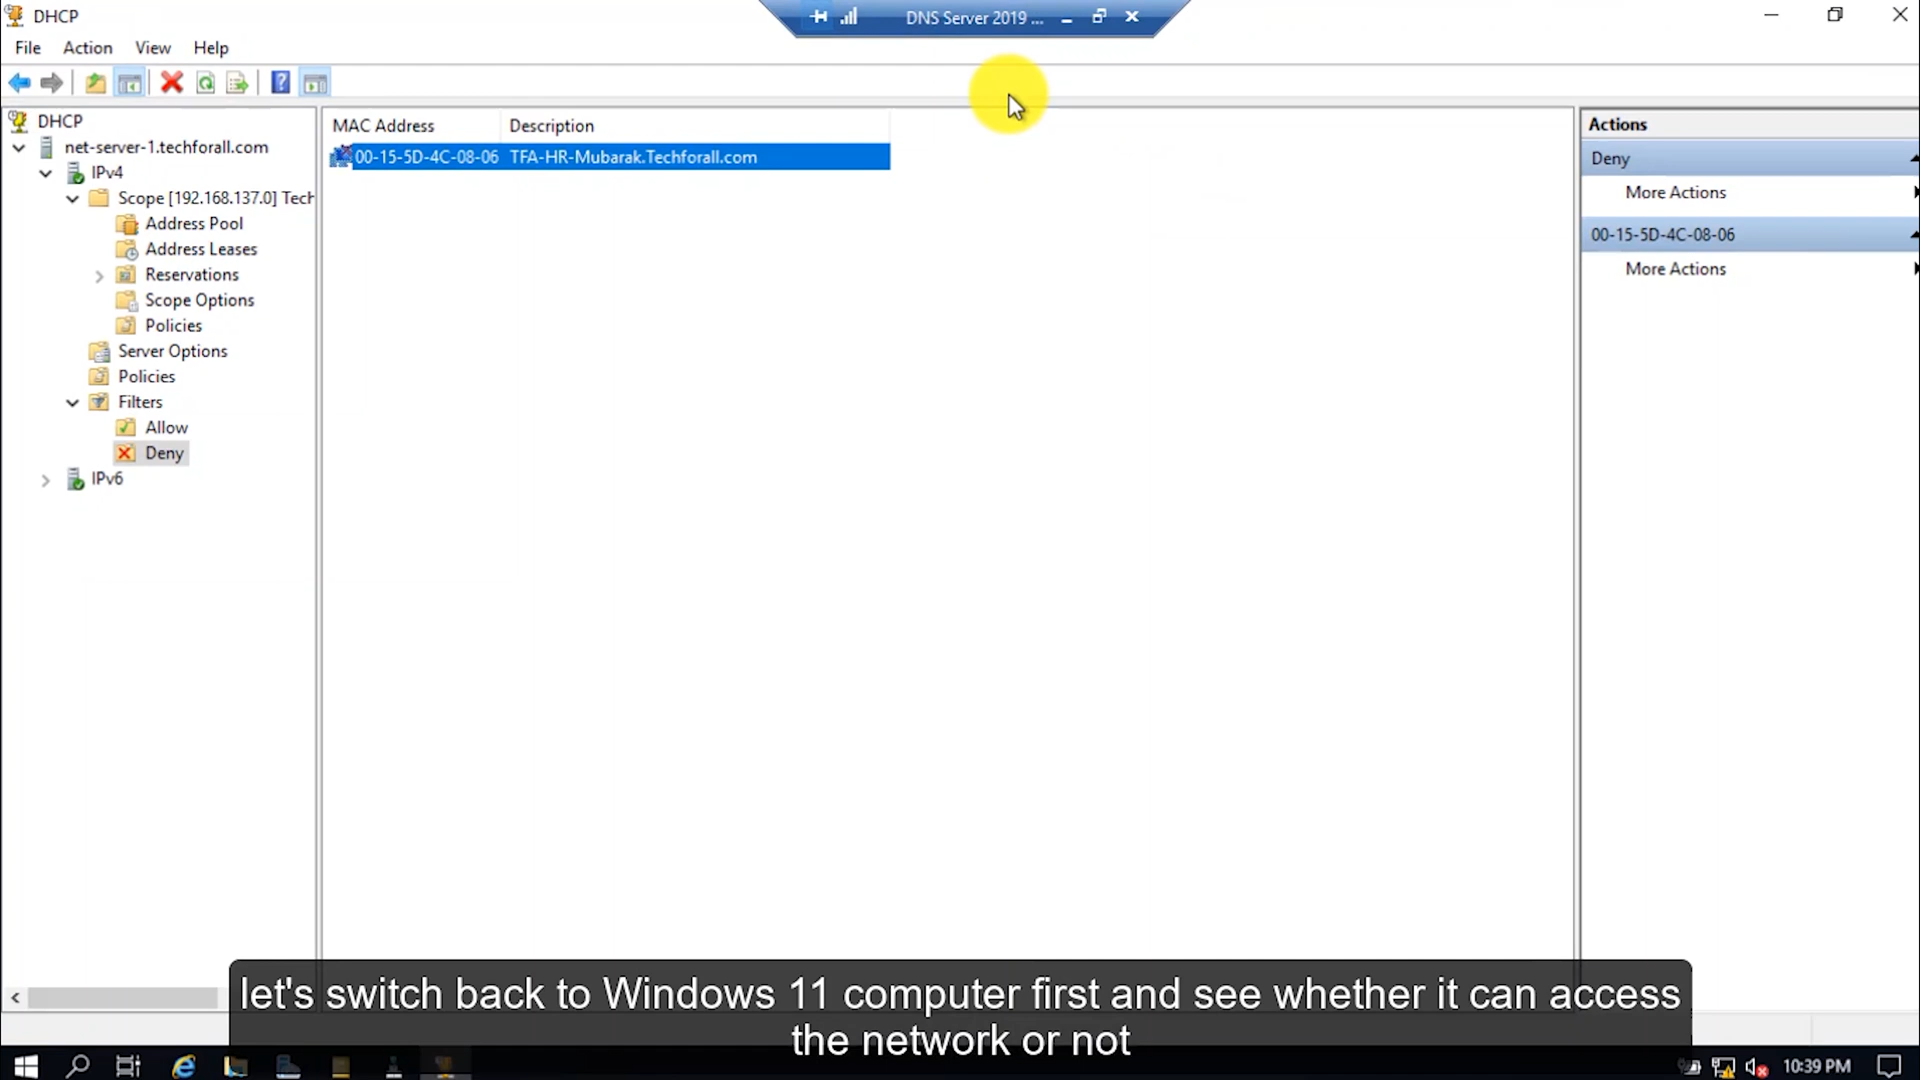 DHCP
DNS Server 2019 ...
File Action View Help
DHCP
net-server-1.techforall.com
IPv4
Scope [192.168.137.0] Tech
Address Pool
Address Leases
Reservations
Scope Options
Policies
Server Options
Policies
Filters
Allow
Deny
IPv6
MAC Address Description
00-15-5D-4C-08-06 TFA-HR-Mubarak.Techforall.com
Actions
Deny
More Actions
00-15-5D-4C-08-06
More Actions
let's switch back to Windows 11 computer first and see whether it can access
the network or not
10:39 PM